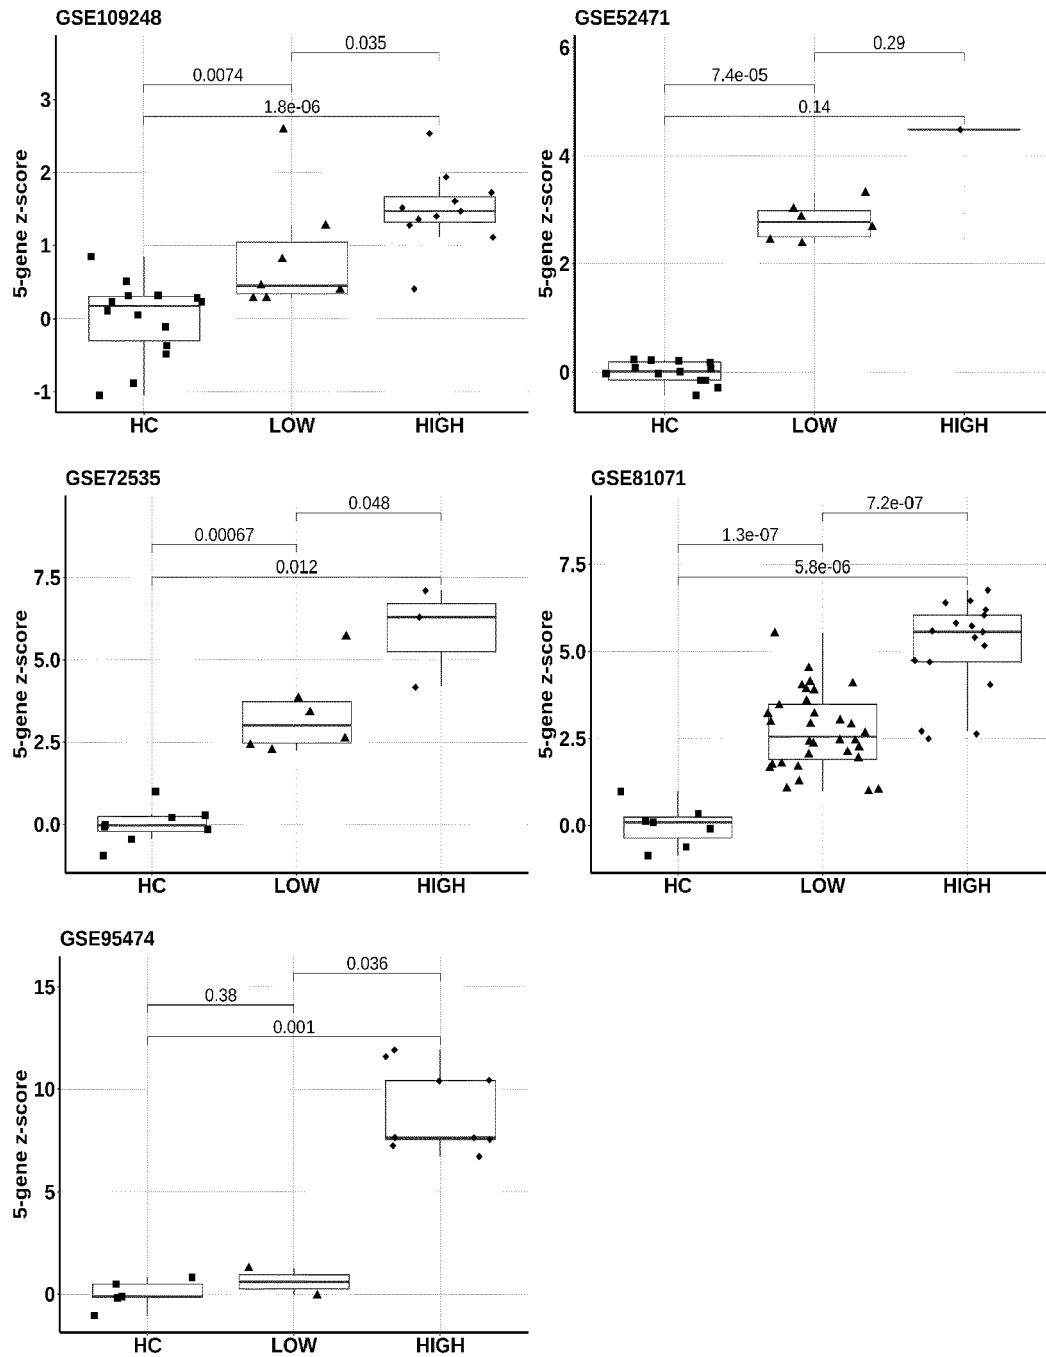 GSE109248
5-gene z-score
3
2
1
0
-1
0.035
0.0074
1.8e-06
HC LOW HIGH
GSE52471
5-gene z-score
6
4
2
0
0.29
7.4e-05
0.14
HC LOW HIGH
GSE72535
5-gene z-score
7.5
5.0
2.5
0.0
0.048
0.00067
0.012
HC LOW HIGH
GSE81071
5-gene z-score
7.5
5.0
2.5
0.0
7.2e-07
1.3e-07
5.8e-06
HC LOW HIGH
GSE95474
5-gene z-score
15
10
5
0
0.036
0.38
0.001
HC LOW HIGH